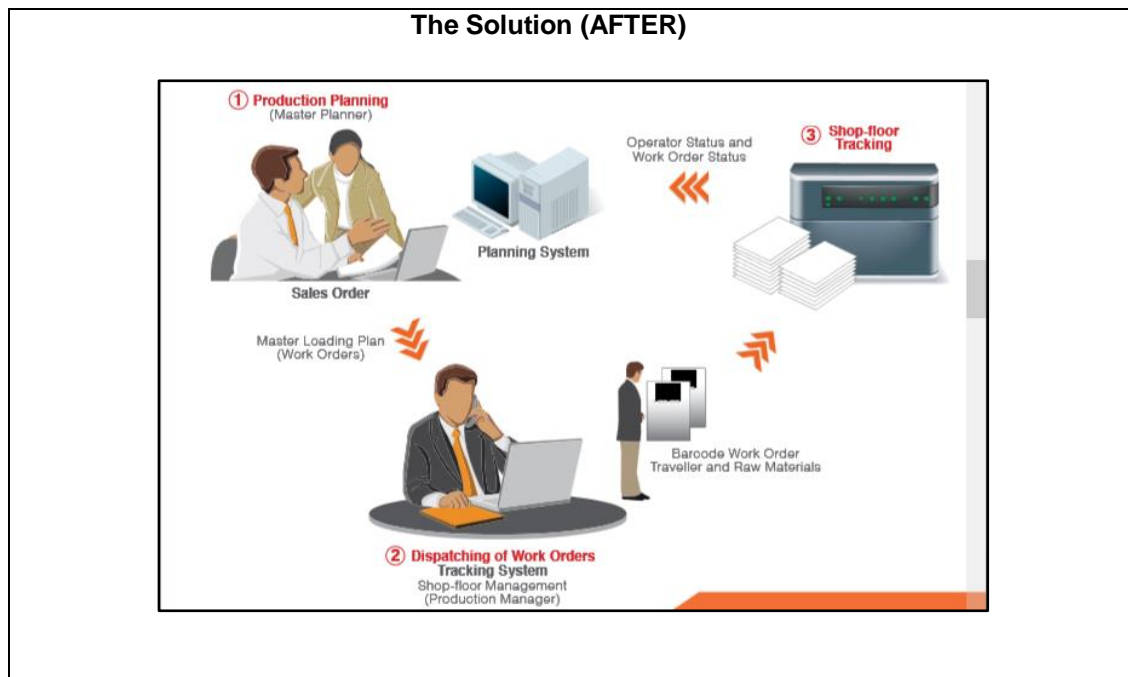 The Solution (AFTER)
① Production Planning
(Master Planner)
Sales Order
Planning System
Operator Status and
Work Order Status
③ Shop-floor
Tracking
Master Loading Plan
(Work Orders)
Barcode Work Order
Traveller and Raw Materials
② Dispatching of Work Orders
Tracking System
Shop-floor Management
(Production Manager)